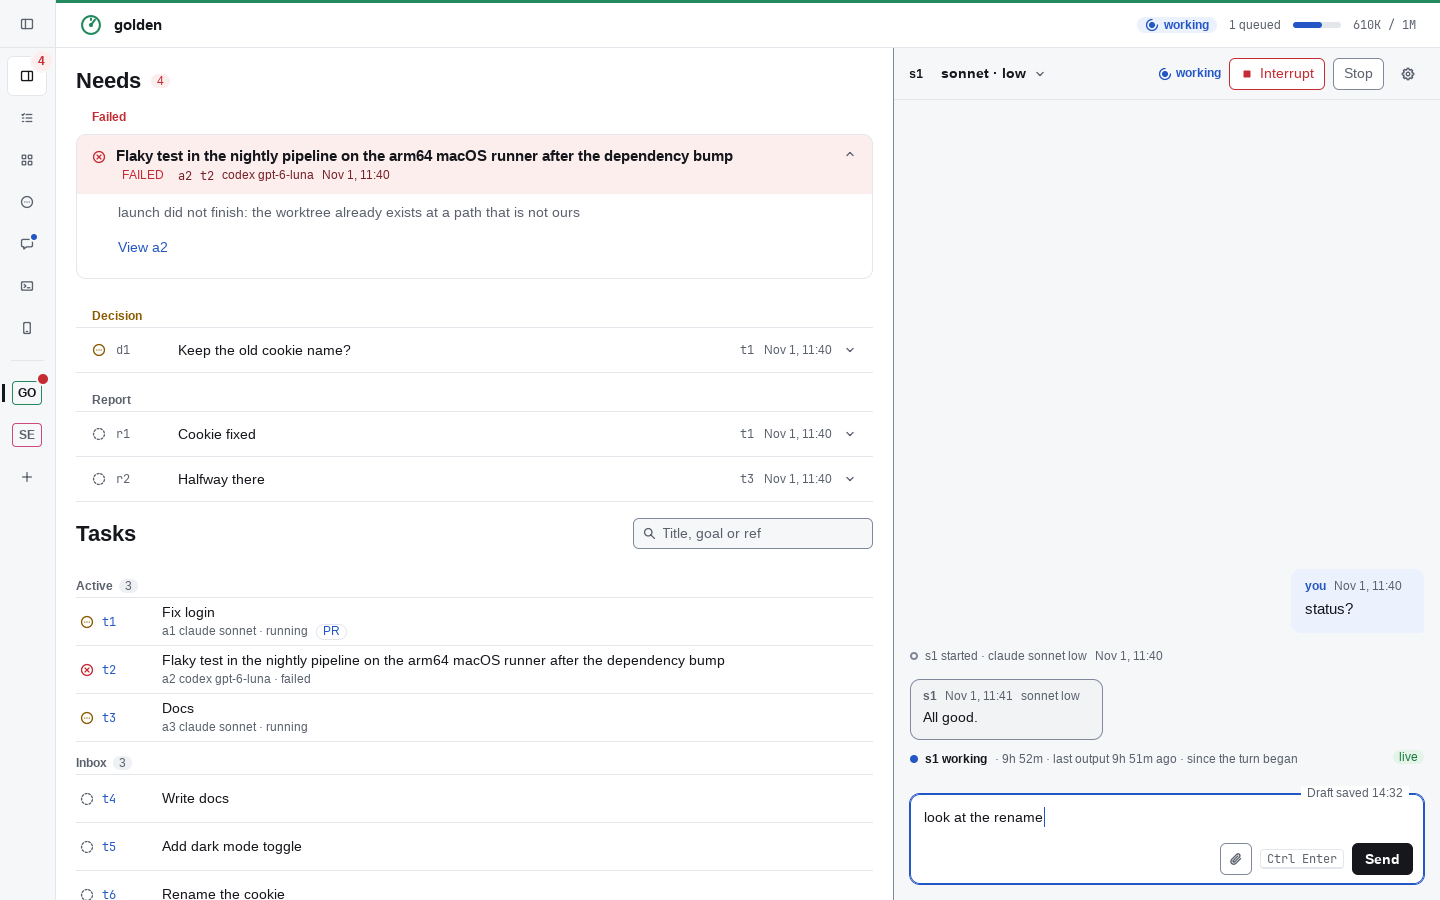 golden
working
1 queued
610K / 1M
4
GO
SE
Needs 4
Failed
Flaky test in the nightly pipeline on the arm64 macOS runner after the dependency bump
FAILED a2 t2 codex gpt-6-luna Nov 1, 11:40
launch did not finish: the worktree already exists at a path that is not ours
View a2
Decision
d1 Keep the old cookie name? t1 Nov 1, 11:40
Report
r1 Cookie fixed t1 Nov 1, 11:40
r2 Halfway there t3 Nov 1, 11:40
Tasks
Title, goal or ref
Active 3
t1 Fix login
a1 claude sonnet · running PR
t2 Flaky test in the nightly pipeline on the arm64 macOS runner after the dependency bump
a2 codex gpt-6-luna · failed
t3 Docs
a3 claude sonnet · running
Inbox 3
t4 Write docs
t5 Add dark mode toggle
t6 Rename the cookie
s1 sonnet · low
working
Interrupt
Stop
you Nov 1, 11:40
status?
s1 started · claude sonnet low Nov 1, 11:40
s1 Nov 1, 11:41 sonnet low
All good.
s1 working · 9h 52m · last output 9h 51m ago · since the turn began
live
Draft saved 14:32
look at the rename
Ctrl Enter
Send